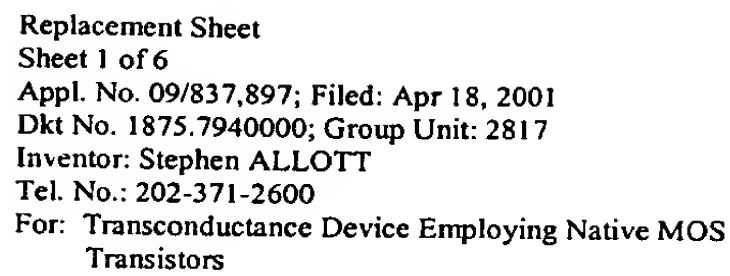 Replacement Sheet
Sheet 1 of 6
Appl. No. 09/837,897; Filed: Apr 18, 2001
Dkt No. 1875.7940000; Group Unit: 2817
Inventor: Stephen ALLOTT
Tel. No.: 202-371-2600
For: Transconductance Device Employing Native MOS
Transistors